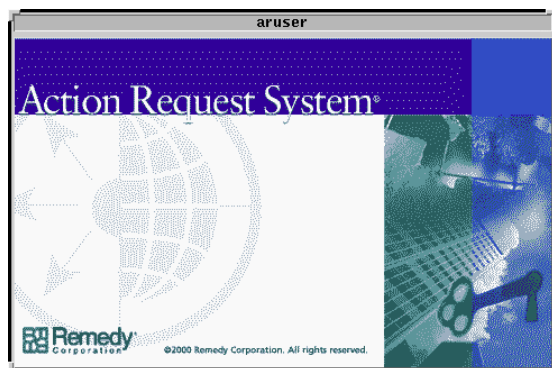 aruser
Action Request System®
Remedy®
Corporation
©2000 Remedy Corporation. All rights reserved.